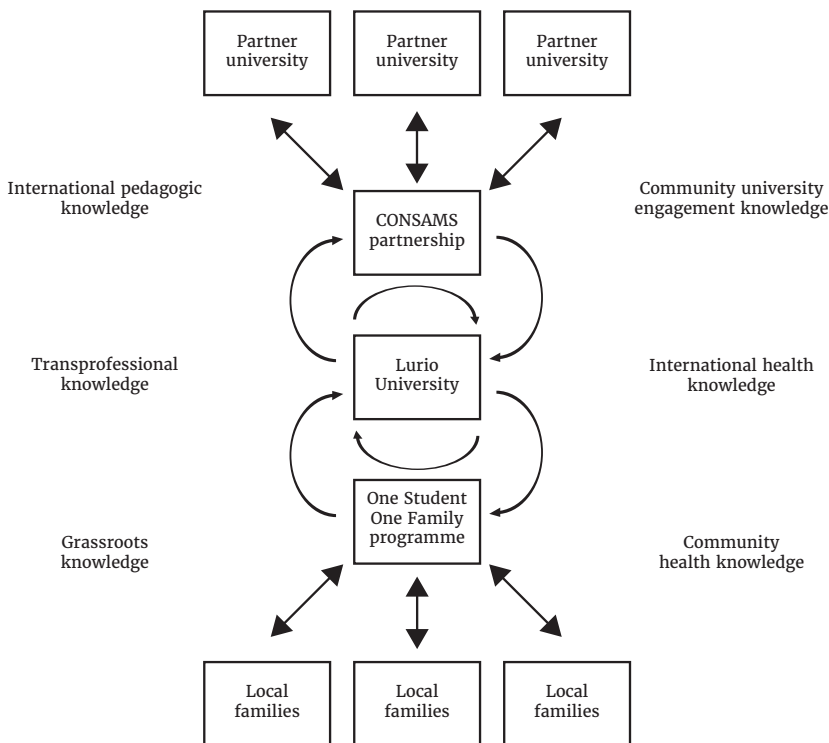 Partner
university
Partner
university
Partner
university
International pedagogic
knowledge
CONSAMS
partnership
Community university
engagement knowledge
Transprofessional
knowledge
Lurio
University
International health
knowledge
Grassroots
knowledge
One Student
One Family
programme
Community
health knowledge
Local
families
Local
families
Local
families